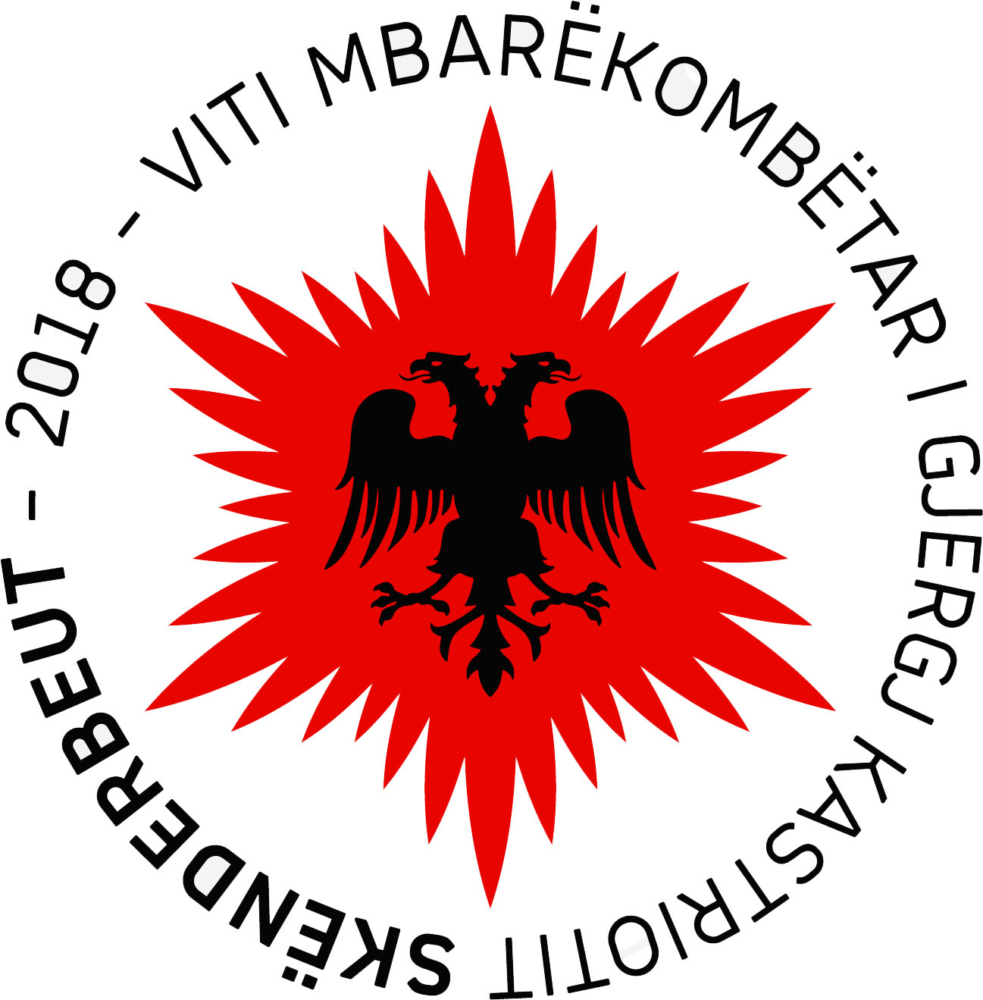 2018 - VITI MBARËKOMBËTAR I GJERGJ KASTRIOTIT SKËNDERBEUT -